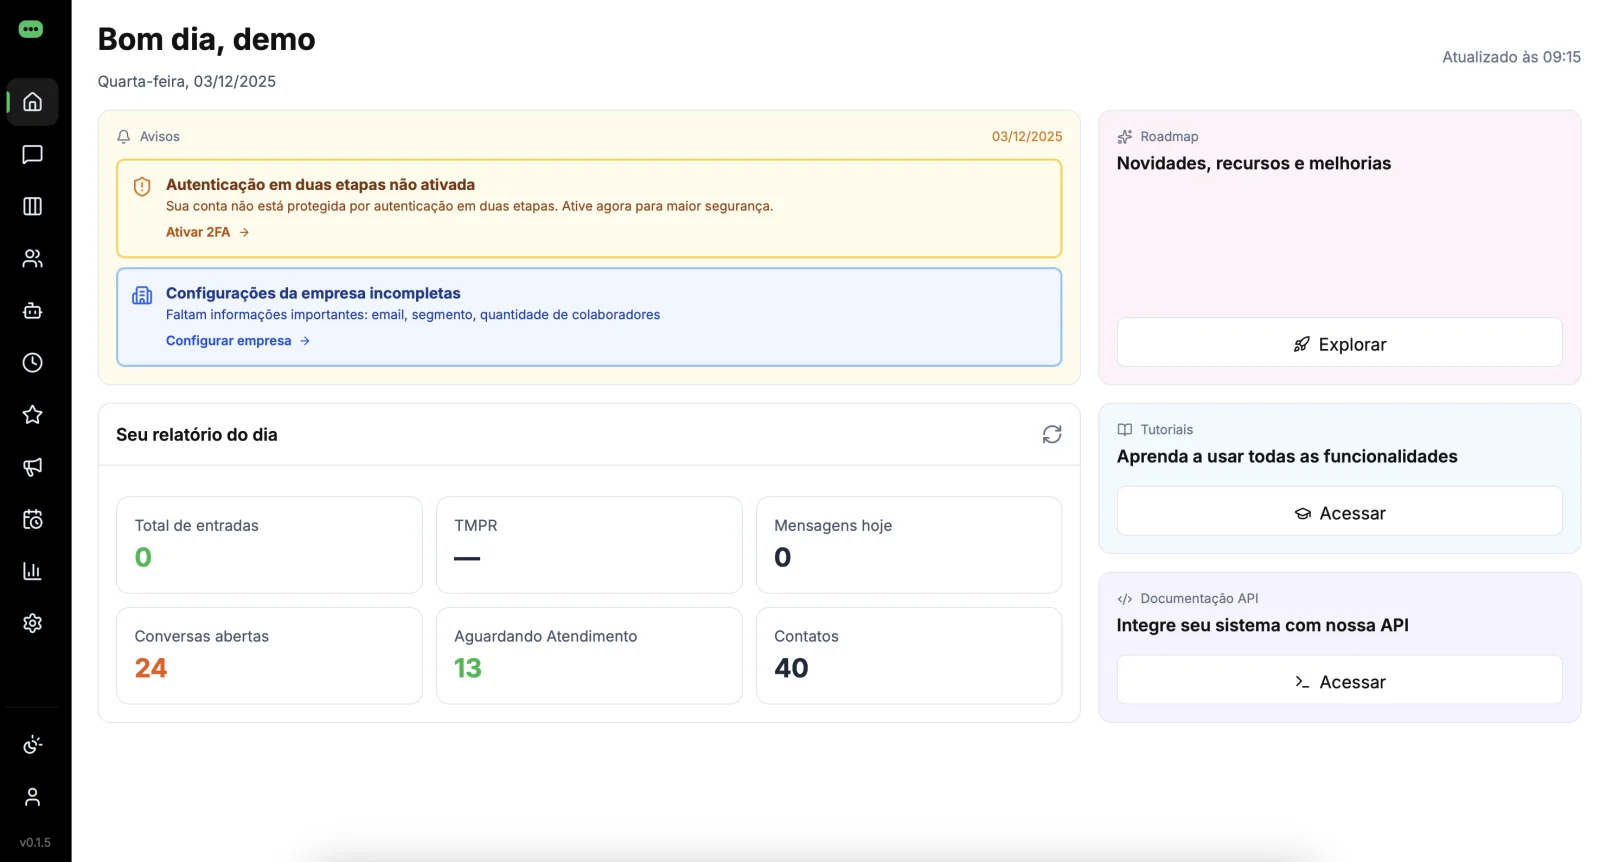 Bom dia, demo
Quarta-feira, 03/12/2025
Atualizado às 09:15
Avisos
03/12/2025
Autenticação em duas etapas não ativada
Sua conta não está protegida por autenticação em duas etapas. Ative agora para maior segurança.
Ativar 2FA →
Configurações da empresa incompletas
Faltam informações importantes: email, segmento, quantidade de colaboradores
Configurar empresa →
Roadmap
Novidades, recursos e melhorias
Explorar
Seu relatório do dia
Total de entradas
0
TMPR
—
Mensagens hoje
0
Conversas abertas
24
Aguardando Atendimento
13
Contatos
40
Tutoriais
Aprenda a usar todas as funcionalidades
Acessar
Documentação API
Integre seu sistema com nossa API
Acessar
v0.1.5